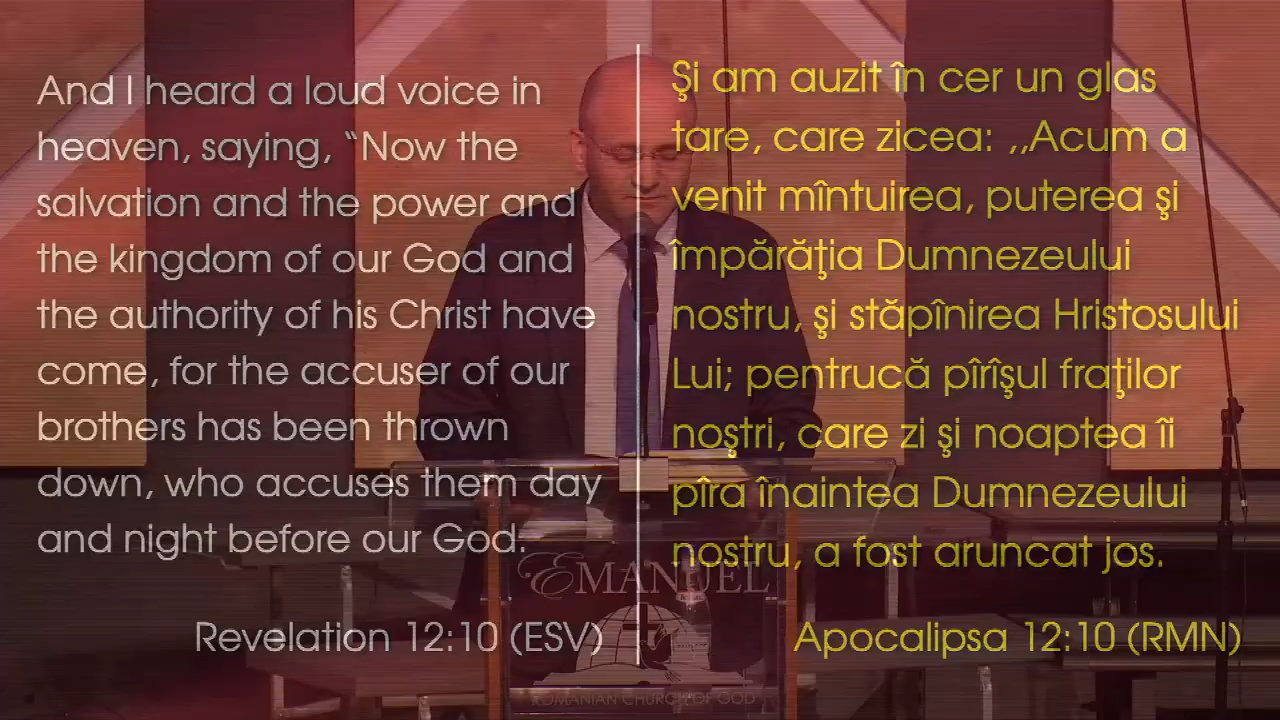 And I heard a loud voice in
heaven, saying, “Now the
salvation and the power and
the kingdom of our God and
the authority of his Christ have
come, for the accuser of our
brothers has been thrown
down, who accuses them day
and night before our God.
Revelation 12:10 (ESV)
Şi am auzit în cer un glas
tare, care zicea: ,,Acum a
venit mîntuirea, puterea şi
împărăţia Dumnezeului
nostru, şi stăpînirea Hristosului
Lui; pentrucă pîrîşul fraţilor
noştri, care zi şi noaptea îi
pîra înaintea Dumnezeului
nostru, a fost aruncat jos.
Apocalipsa 12:10 (RMN)
EMANUEL
ROMANIAN CHURCH OF GOD